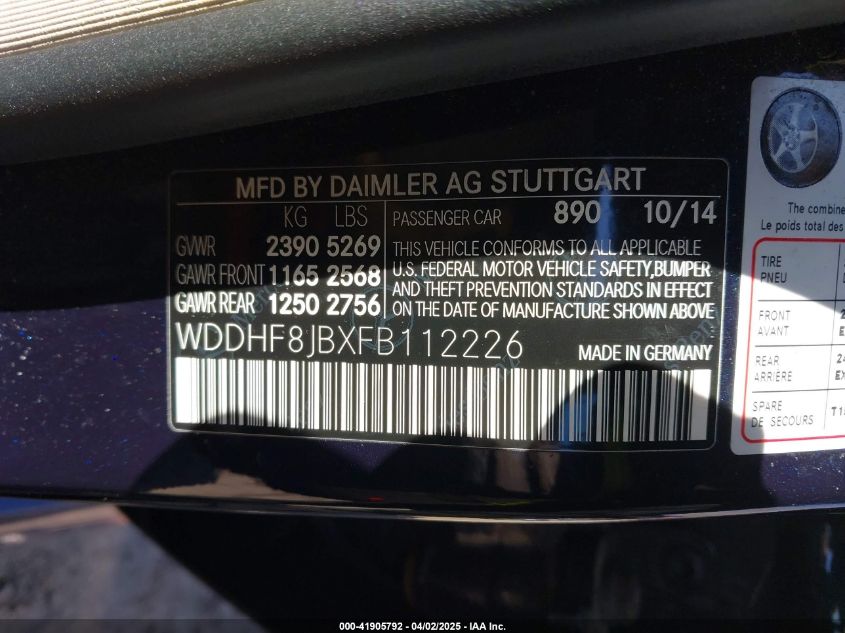 MFD BY DAIMLER AG STUTTGART
KG LBS
GVWR 2390 5269
GAWR FRONT 1165 2568
GAWR REAR 1250 2756
PASSENGER CAR 890 10/14
THIS VEHICLE CONFORMS TO ALL APPLICABLE
U.S. FEDERAL MOTOR VEHICLE SAFETY,BUMPER
AND THEFT PREVENTION STANDARDS IN EFFECT
ON THE DATE OF MANUFACTURE SHOWN ABOVE
WDDHF8JBXFB112226
MADE IN GERMANY
The combine
Le poids total des
TIRE
PNEU
FRONT
AVANT
REAR
ARRIÈRE
SPARE
DE SECOURS
000-41905792 - 04/02/2025 - IAA Inc.